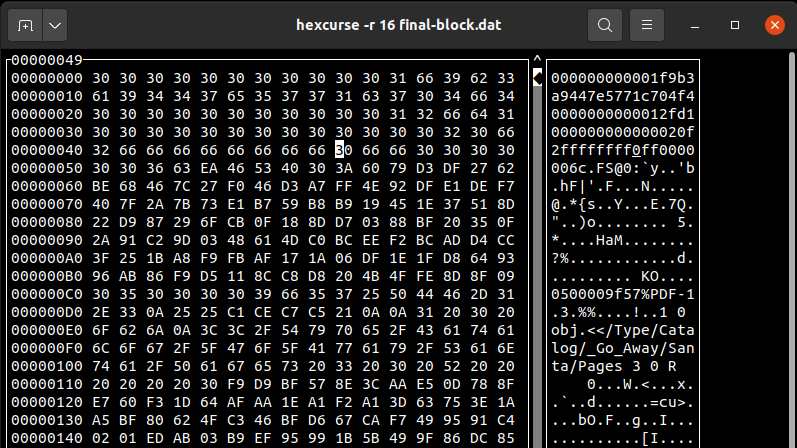 hexcurse -r 16 final-block.dat
00000049 ^
00000000 30 30 30 30 30 30 30 30 30 30 30 31 66 39 62 33 000000000001f9b3
00000010 61 39 34 34 37 65 35 37 37 31 63 37 30 34 66 34 a9447e5771c704f4
00000020 30 30 30 30 30 30 30 30 30 30 30 31 32 66 64 31 0000000000012fd1
00000030 30 30 30 30 30 30 30 30 30 30 30 30 30 32 30 66 000000000000020f
00000040 32 66 66 66 66 66 66 66 66 30 66 66 30 30 30 30 2ffffffff0ff0000
00000050 30 30 36 63 EA 46 53 40 30 3A 60 79 D3 DF 27 62 006c.FS@0:`y..'b
00000060 BE 68 46 7C 27 F0 46 D3 A7 FF 4E 92 DF E1 DE F7 .hF|'.F...N.....
00000070 40 7F 2A 7B 73 E1 B7 59 B8 B9 19 45 1E 37 51 8D @.*{s..Y...E.7Q.
00000080 22 D9 87 29 6F CB 0F 18 8D D7 03 88 BF 20 35 0F "..)o........ 5.
00000090 2A 91 C2 9D 03 48 61 4D C0 BC EE F2 BC AD D4 CC *....HaM........
000000A0 3F 25 1B A8 F9 FB AF 17 1A 06 DF 1E 1F D8 64 93 ?%............d.
000000B0 96 AB 86 F9 D5 11 8C C8 D8 20 4B 4F FE 8D 8F 09 ......... KO....
000000C0 30 35 30 30 30 30 39 66 35 37 25 50 44 46 2D 31 0500009f57%PDF-1
000000D0 2E 33 0A 25 25 C1 CE C7 C5 21 0A 0A 31 20 30 20 .3.%%....!..1 0
000000E0 6F 62 6A 0A 3C 3C 2F 54 79 70 65 2F 43 61 74 61 obj.<</Type/Cata
000000F0 6C 6F 67 2F 5F 47 6F 5F 41 77 61 79 2F 53 61 6E log/_Go_Away/San
00000100 74 61 2F 50 61 67 65 73 20 33 20 30 20 52 20 20 ta/Pages 3 0 R
00000110 20 20 20 20 30 F9 D9 BF 57 8E 3C AA E5 0D 78 8F     0...W.<...x.
00000120 E7 60 F3 1D 64 AF AA 1E A1 F2 A1 3D 63 75 3E 1A .`..d......=cu>.
00000130 A5 BF 80 62 4F C3 46 BF D6 67 CA F7 49 95 91 C4 ...bO.F..g..I...
00000140 02 01 ED AB 03 B9 EF 95 99 1B 5B 49 9F 86 DC 85 ..........[I....